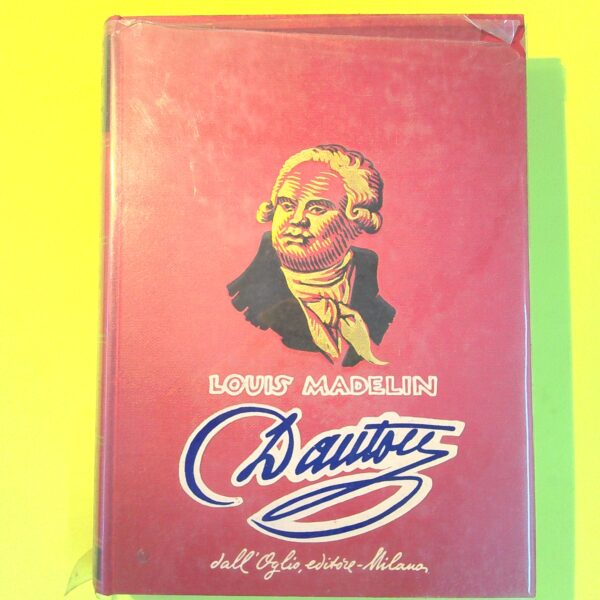 LOUIS MADELIN
Danton
dall'Oglio, editore - Milano